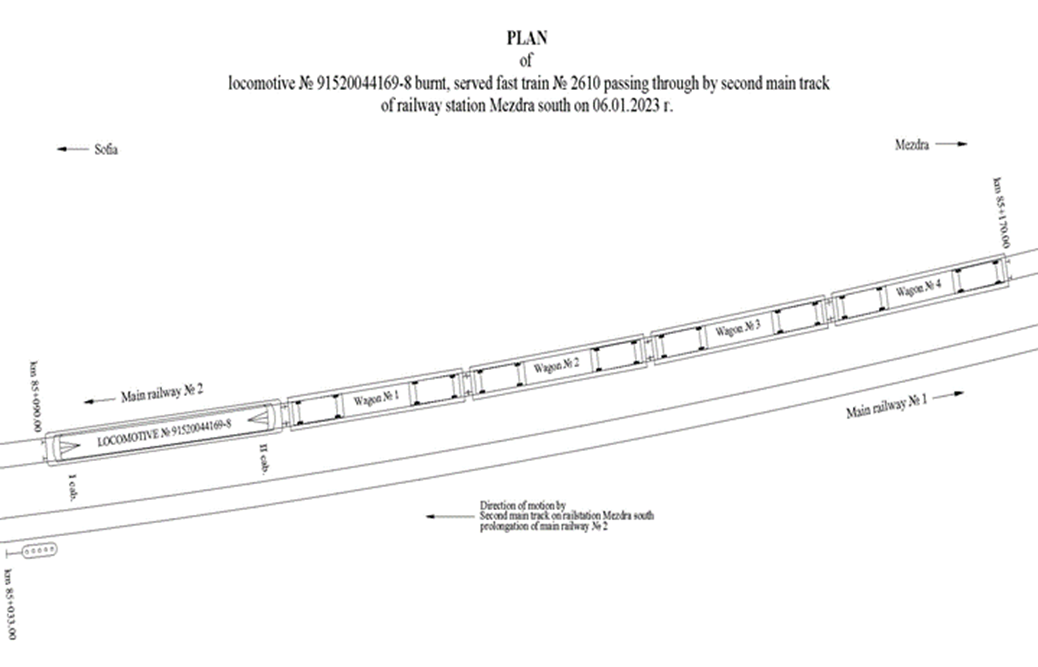 PLAN
of
locomotive № 91520044169-8 burnt, served fast train № 2610 passing through by second main track
of railway station Mezdra south on 06.01.2023 г.
Sofia
Mezdra
km 85+170.00
Wagon № 4
Wagon № 3
Wagon № 2
Wagon № 1
km 85+090.00
Main railway № 2
LOCOMOTIVE № 91520044169-8
I cab.
II cab.
Main railway № 1
Direction of motion by
Second main track on railstation Mezdra south
prolongation of main railway № 2
km 85+033.00